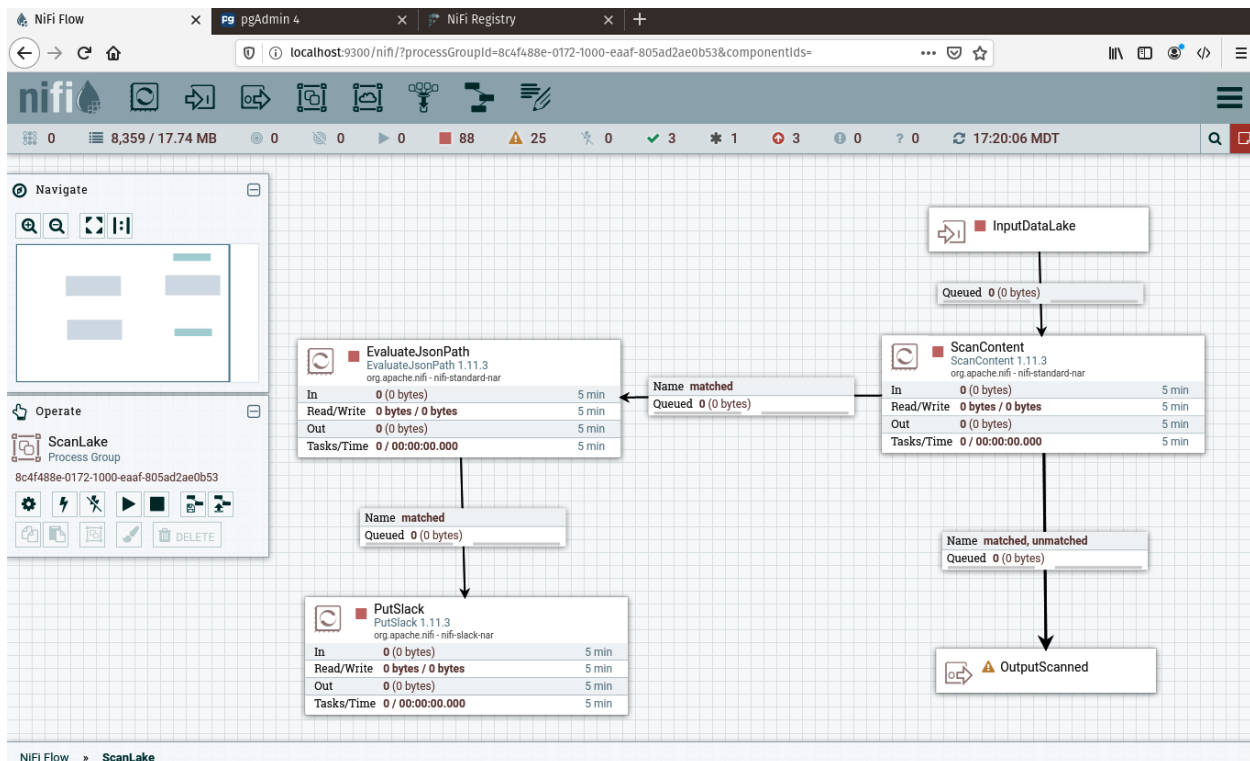 NiFi Flow
pgAdmin 4
NiFi Registry
localhost:9300/nifi/?processGroupId=8c4f488e-0172-1000-eaaf-805ad2ae0b53&componentIds=
nifi
0 8,359 / 17.74 MB 0 0 0 88 25 0 3 1 3 0 ? 0 17:20:06 MDT
Navigate
Operate
ScanLake
Process Group
8c4f488e-0172-1000-eaaf-805ad2ae0b53
DELETE
InputDataLake
Queued 0 (0 bytes)
ScanContent
ScanContent 1.11.3
org.apache.nifi - nifi-standard-nar
In 0 (0 bytes) 5 min
Read/Write 0 bytes / 0 bytes 5 min
Out 0 (0 bytes) 5 min
Tasks/Time 0 / 00:00:00.000 5 min
Name matched
Queued 0 (0 bytes)
EvaluateJsonPath
EvaluateJsonPath 1.11.3
org.apache.nifi - nifi-standard-nar
In 0 (0 bytes) 5 min
Read/Write 0 bytes / 0 bytes 5 min
Out 0 (0 bytes) 5 min
Tasks/Time 0 / 00:00:00.000 5 min
Name matched
Queued 0 (0 bytes)
PutSlack
PutSlack 1.11.3
org.apache.nifi - nifi-slack-nar
In 0 (0 bytes) 5 min
Read/Write 0 bytes / 0 bytes 5 min
Out 0 (0 bytes) 5 min
Tasks/Time 0 / 00:00:00.000 5 min
Name matched, unmatched
Queued 0 (0 bytes)
OutputScanned
NiFi Flow » ScanLake